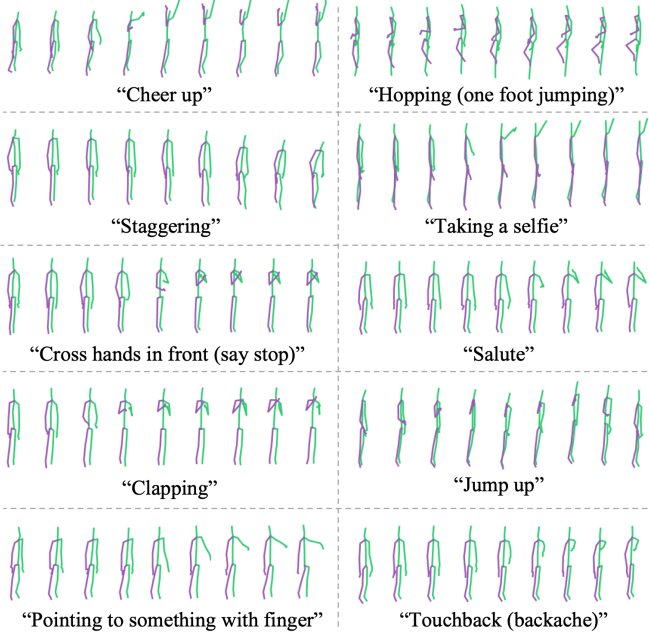 “Cheer up”
“Hopping (one foot jumping)”
“Staggering”
“Taking a selfie”
“Cross hands in front (say stop)”
“Salute”
“Clapping”
“Jump up”
“Pointing to something with finger”
“Touchback (backache)”